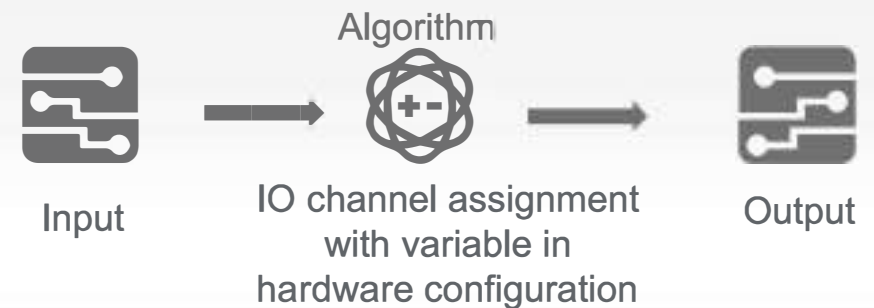 Algorithm
+ -
Input
IO channel assignment
with variable in
hardware configuration
Output